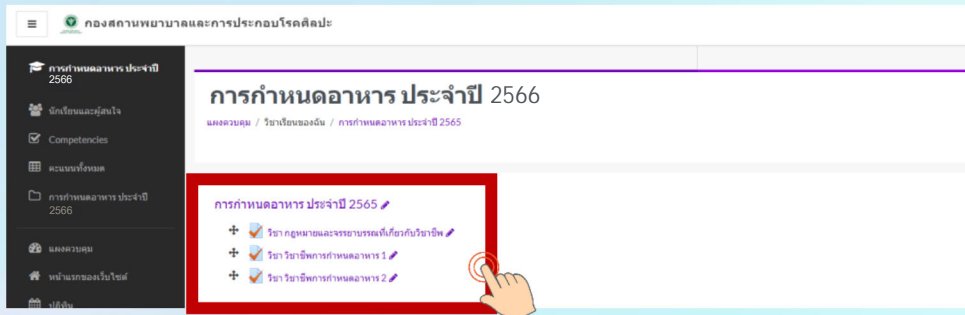 กองสถานพยาบาลและการประกอบโรคศิลปะ
การกำหนดอาหาร ประจำปี
2566
นักเรียนและผู้สนใจ
Competencies
คะแนนทั้งหมด
การกำหนดอาหาร ประจำปี
2566
แผงควบคุม
หน้าแรกของเว็บไซต์
ปฏิทิน
การกำหนดอาหาร ประจำปี 2566
แผงควบคุม / วิชาเรียนของฉัน / การกำหนดอาหาร ประจำปี 2565
การกำหนดอาหาร ประจำปี 2565
วิชา กฎหมายและจรรยาบรรณที่เกี่ยวกับวิชาชีพ
วิชา วิชาชีพการกำหนดอาหาร 1
วิชา วิชาชีพการกำหนดอาหาร 2